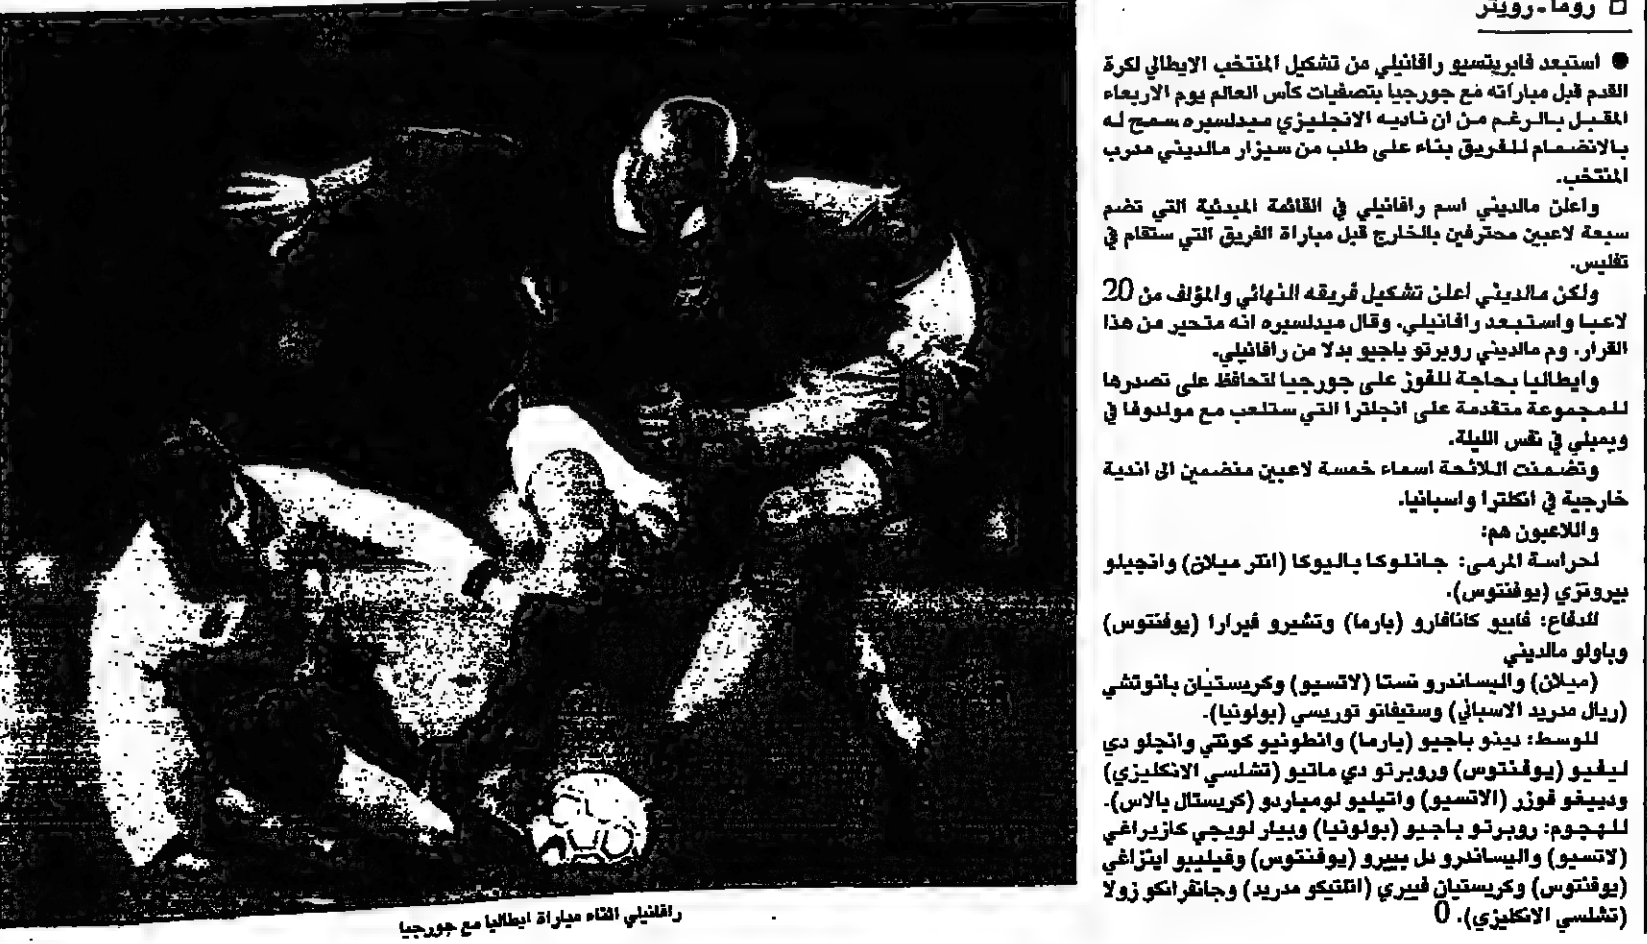 □ روما ـ رويتر
● استبعد فابريتسيو رافانيلي من تشكيل المنتخب الايطالي لكرة
القدم قبل مباراته مع جورجيا بتصفيات كأس العالم يوم الاربعاء
المقبل بالرغم من ان ناديه الانجليزي ميدلسبره سمح له
بالانضمام للفريق بناء على طلب من سيزار مالديني مدرب
المنتخب.
واعلن مالديني اسم رافانيلي في القائمة المبدئية التي تضم
سبعة لاعبين محترفين بالخارج قبل مباراة الفريق التي ستقام في
تفليس.
ولكن مالديني اعلن تشكيل فريقه النهائي والمؤلف من 20
لاعبا واستبعد رافانيلي. وقال ميدلسبره انه متحير من هذا
القرار. وم مالديني روبرتو باجيو بدلا من رافانيلي.
وايطاليا بحاجة للفوز على جورجيا لتحافظ على تصدرها
للمجموعة متقدمة على انجلترا التي ستلعب مع مولدوفا في
ويمبلي في نفس الليلة.
وتضمنت اللائحة اسماء خمسة لاعبين منضمين الى اندية
خارجية في انكلترا واسبانيا.
واللاعبون هم:
لحراسة المرمى: جانلوكا باليوكا (انتر ميلان) وانجيلو
بيروتزي (يوفنتوس).
للدفاع: فابيو كانافارو (بارما) وتشيرو فيرارا (يوفنتوس)
وباولو مالديني
(ميلان) واليساندرو نستا (لاتسيو) وكريستيان بانوتشي
(ريال مدريد الاسباني) وستيفانو توريسي (بولونيا).
للوسط: دينو باجيو (بارما) وانطونيو كونتي وانجلو دي
ليفيو (يوفنتوس) وروبرتو دي ماتيو (تشلسي الانكليزي)
ودييغو فوزر (الاتسيو) واتيليو لومباردو (كريستال بالاس).
للهجوم: روبرتو باجيو (بولونيا) وبيار لويجي كازيراغي
(لاتسيو) واليساندرو دل بييرو (يوفنتوس) وفيليبو اينزاغي
(يوفنتوس) وكريستيان فييري (اتلتيكو مدريد) وجانفرانكو زولا
(تشلسي الانكليزي). 0
رافانيلي اثناء مباراة ايطاليا مع جورجيا